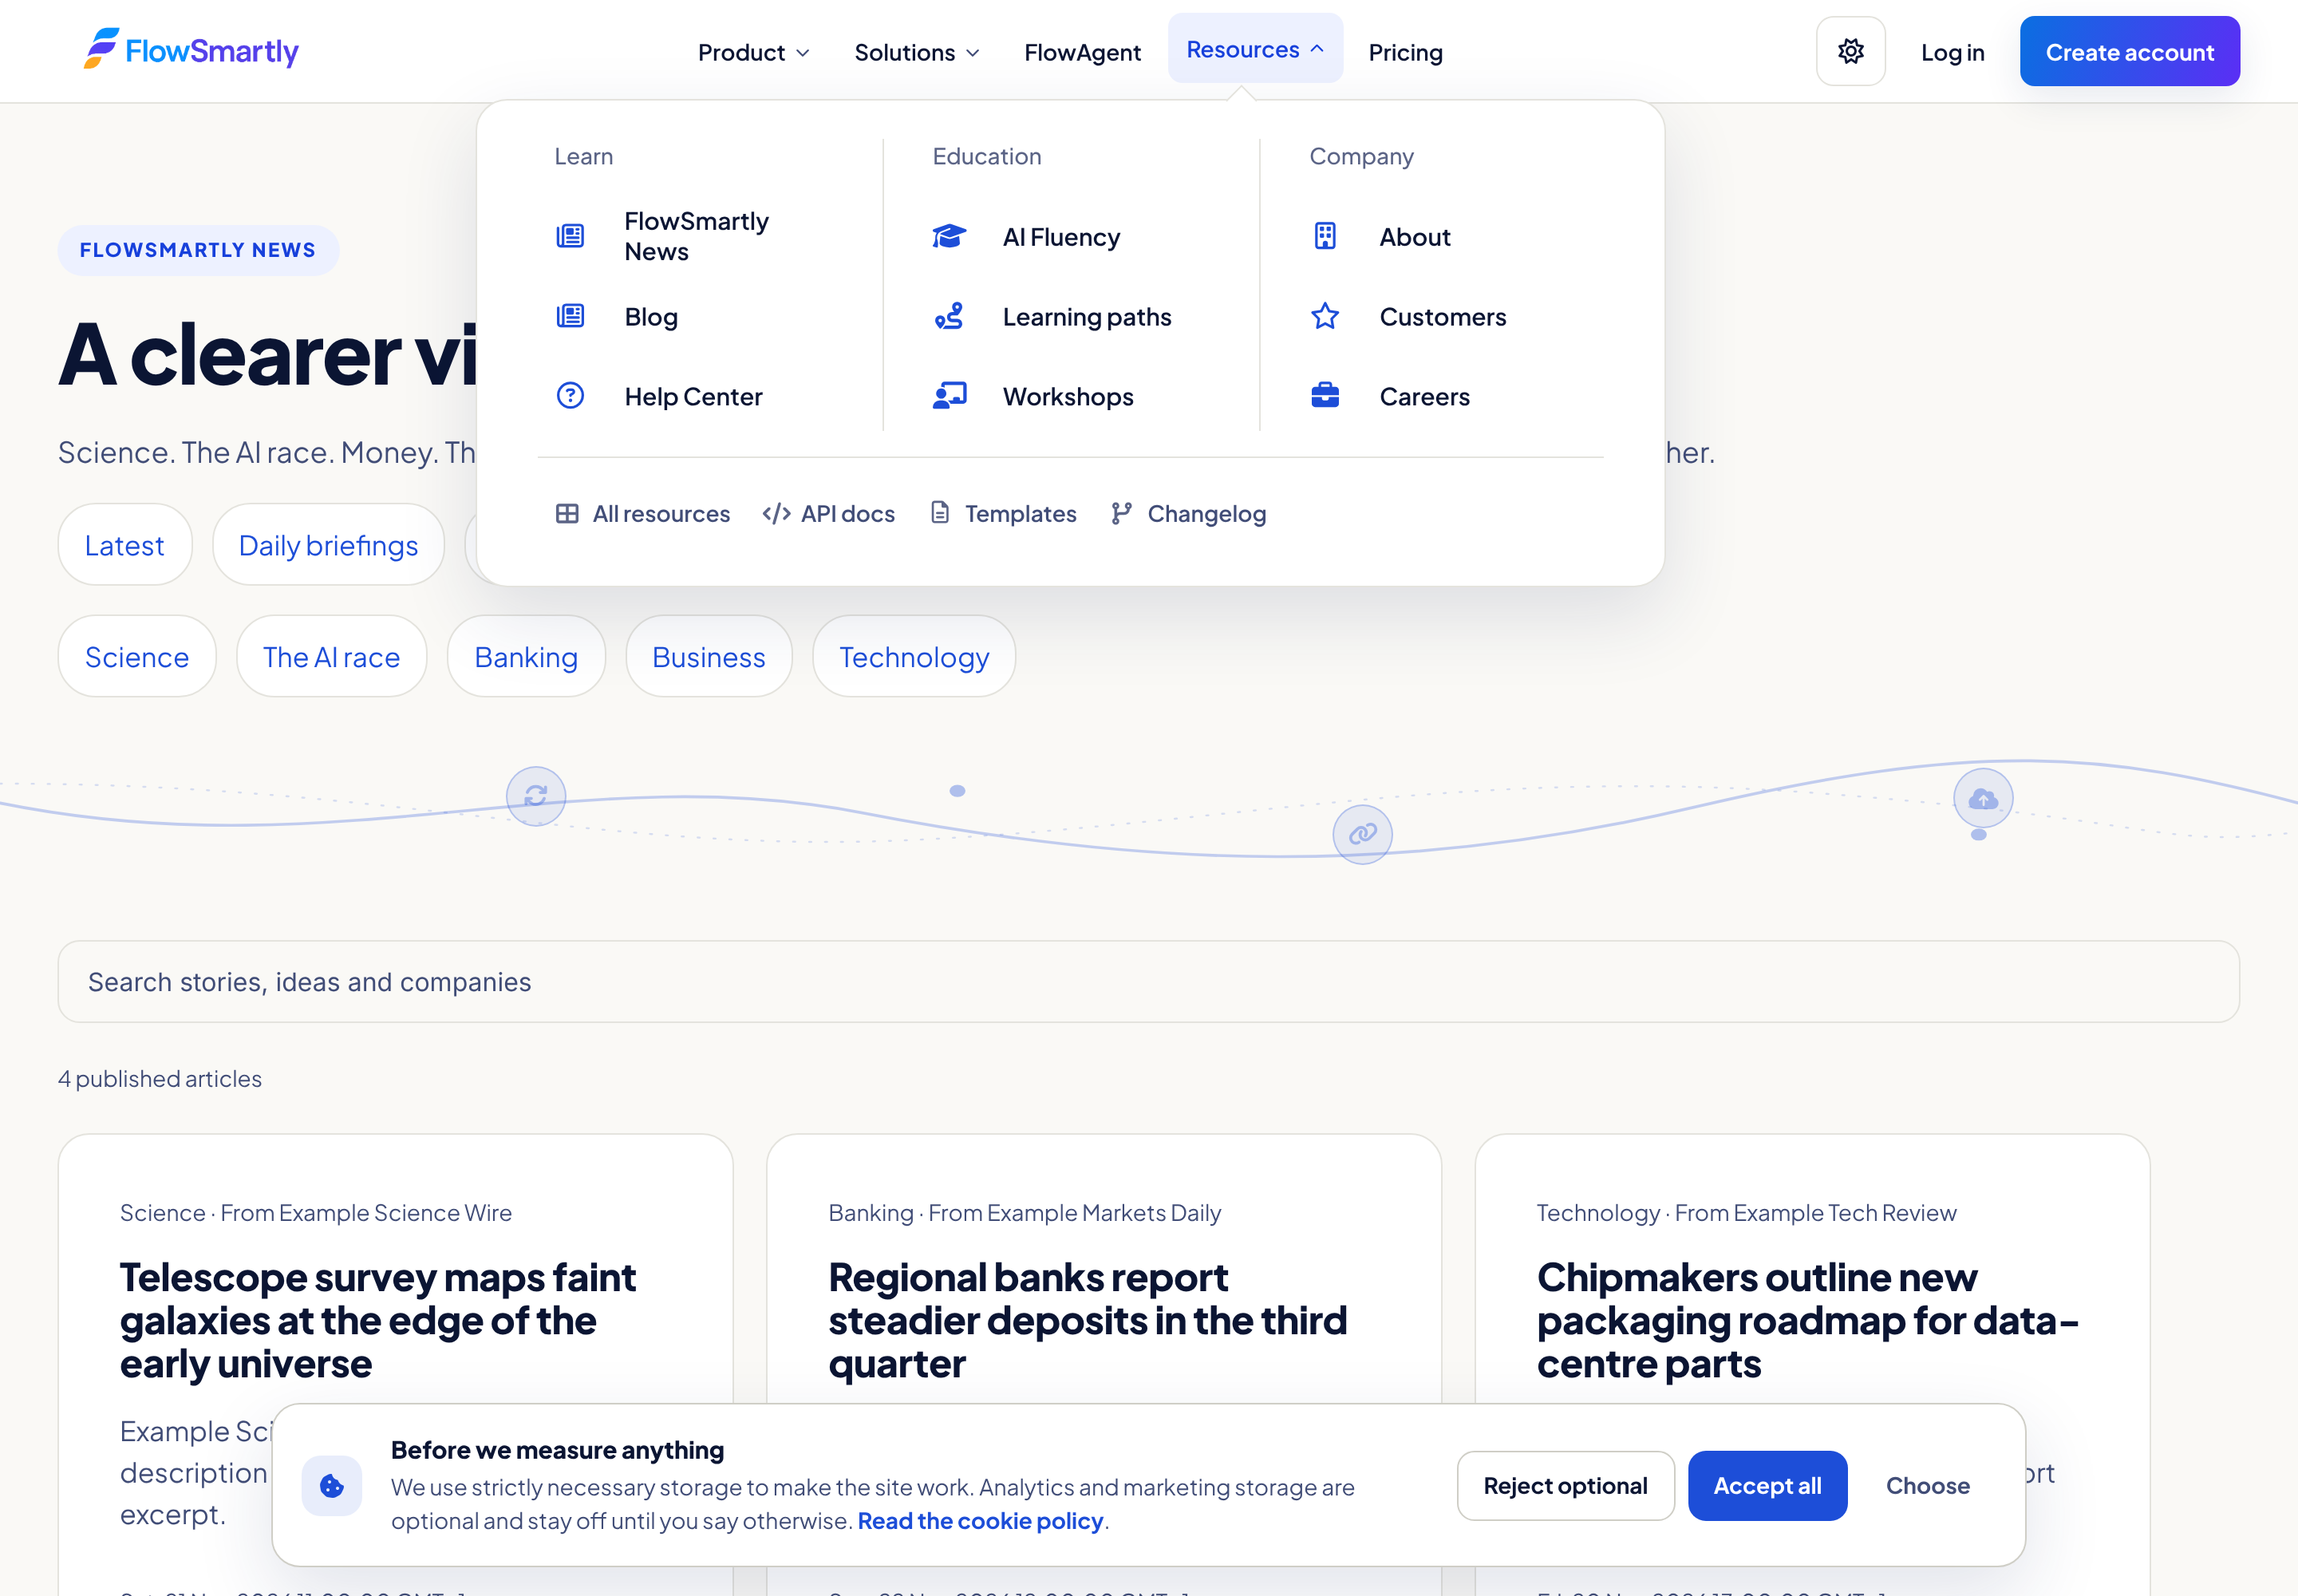 FlowSmartly
Product
Solutions
FlowAgent
Resources
Pricing
Log in
Create account
Learn
FlowSmartly
News
Blog
Help Center
Education
AI Fluency
Learning paths
Workshops
Company
About
Customers
Careers
All resources
API docs
Templates
Changelog
FLOWSMARTLY NEWS
A clearer
Science. The AI race. Money.
Latest
Daily briefings
Science
The AI race
Banking
Business
Technology
Search stories, ideas and companies
4 published articles
Science · From Example Science Wire
Telescope survey maps faint
galaxies at the edge of the
early universe
Example
description
excerpt.
Banking · From Example Markets Daily
Regional banks report
steadier deposits in the third
quarter
Technology · From Example Tech Review
Chipmakers outline new
packaging roadmap for data-
centre parts
Before we measure anything
We use strictly necessary storage to make the site work. Analytics and marketing storage are
optional and stay off until you say otherwise. Read the cookie policy.
Reject optional
Accept all
Choose